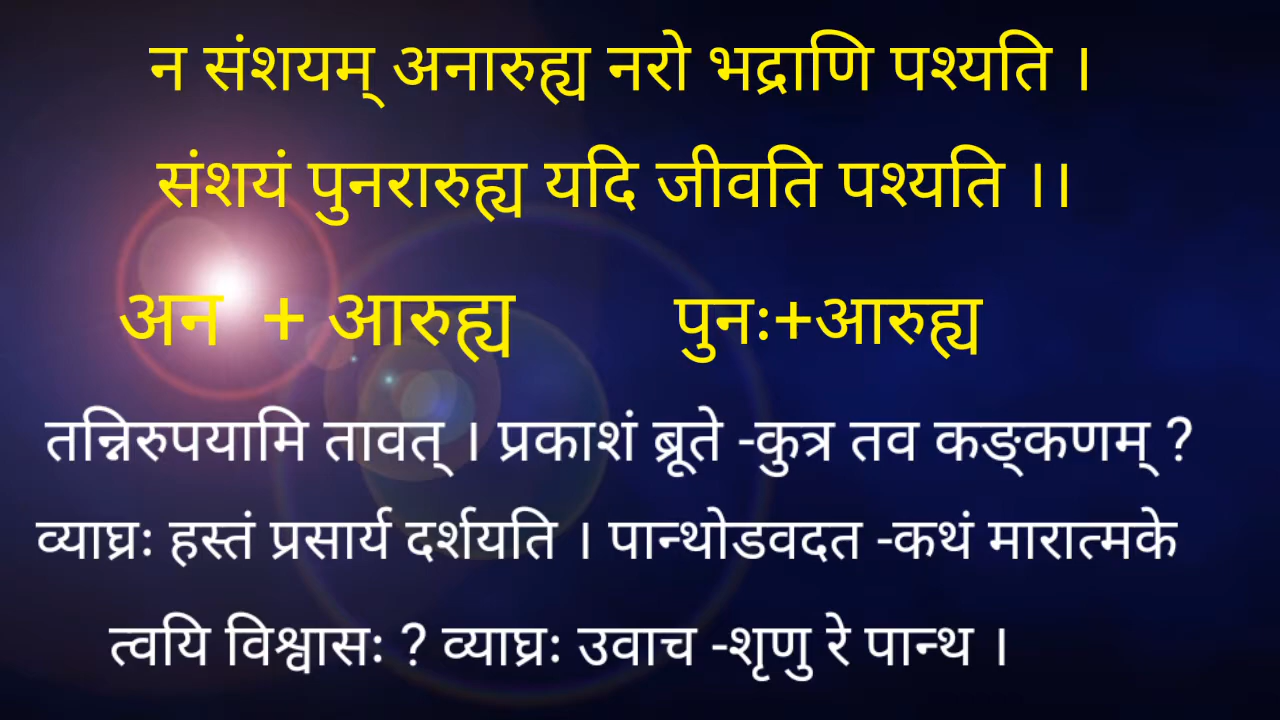 न संशयम् अनारुह्य नरो भद्राणि पश्यति ।
संशयं पुनरारुह्य यदि जीवति पश्यति ।।
अन + आरुह्य पुनः+आरुह्य
तन्निरुपयामि तावत् । प्रकाशं ब्रूते -कुत्र तव कङ्कणम् ?
व्याघ्रः हस्तं प्रसार्य दर्शयति । पान्थोडवदत -कथं मारात्मके
त्वयि विश्वासः ? व्याघ्रः उवाच -शृणु रे पान्थ ।